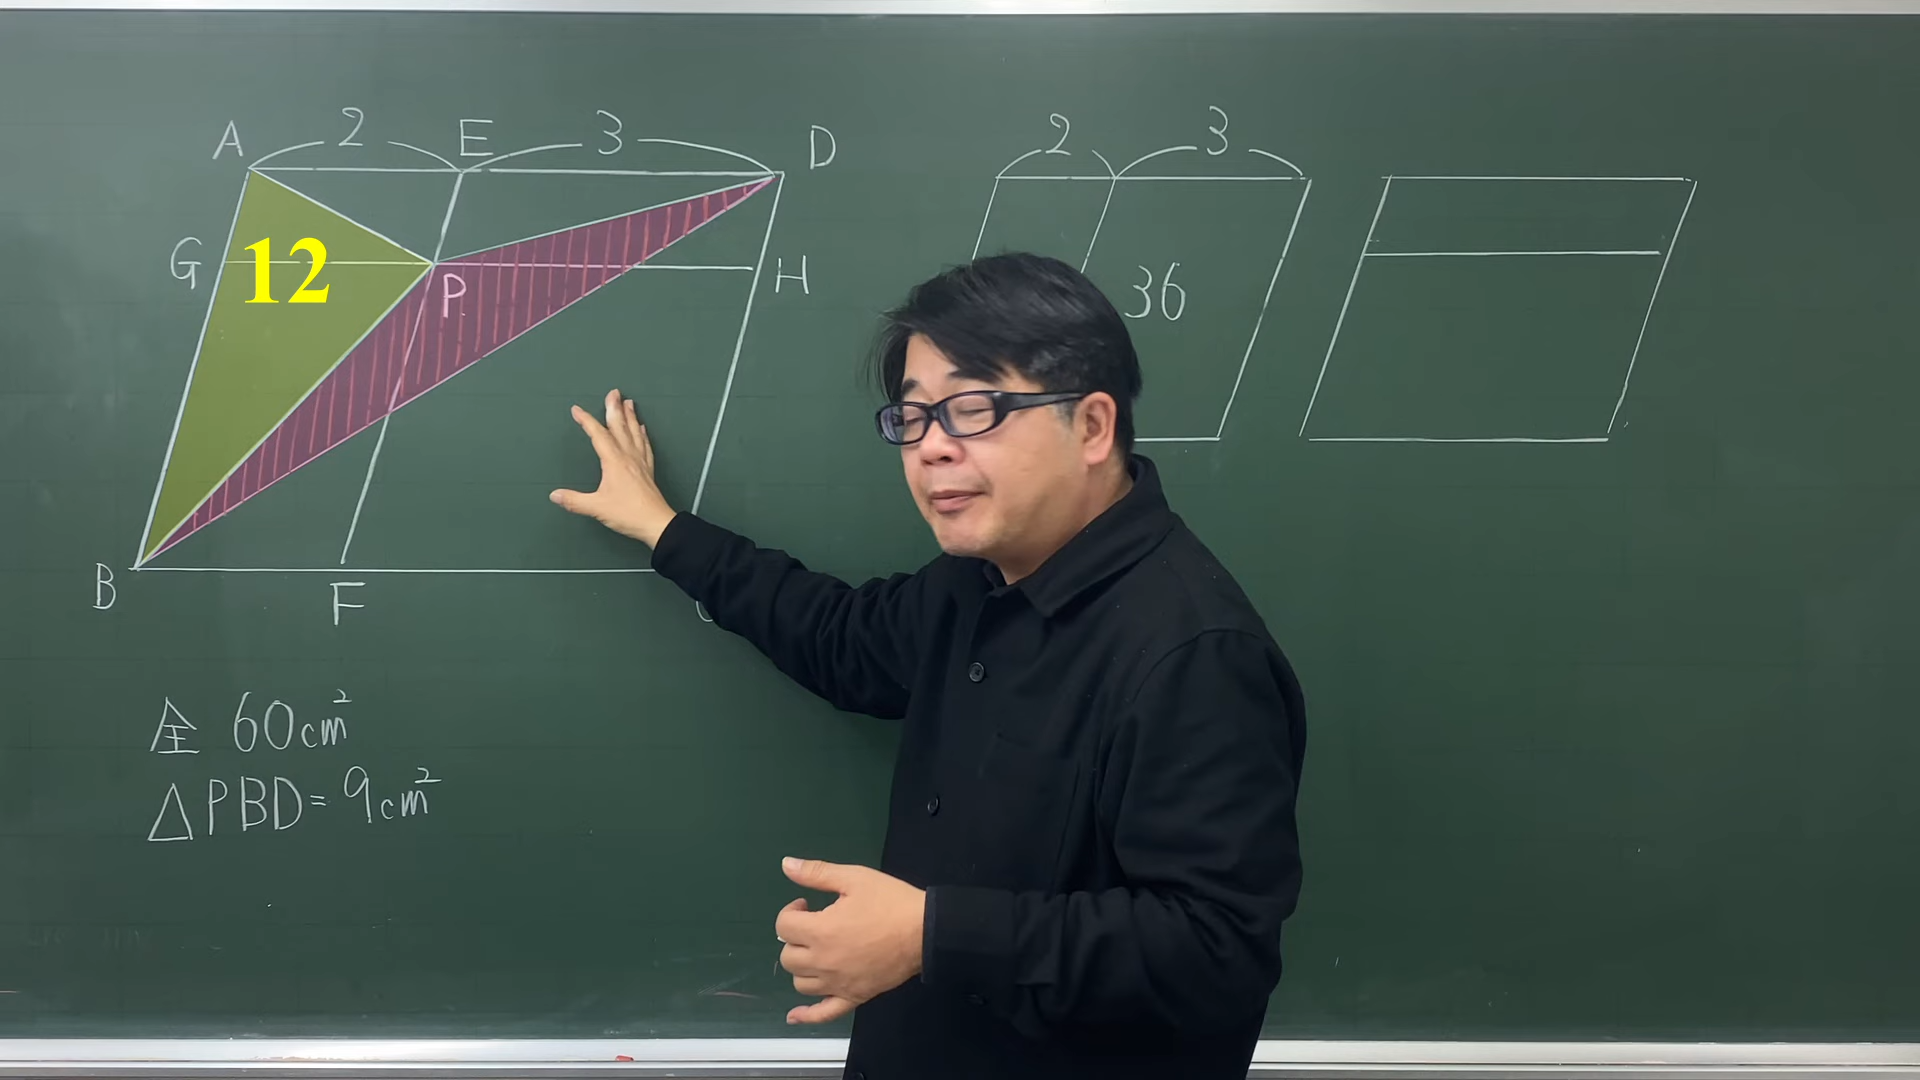 A 2 E 3 D
G 12 P H
B F
全 60cm²
△PBD=9cm²
2 3
36